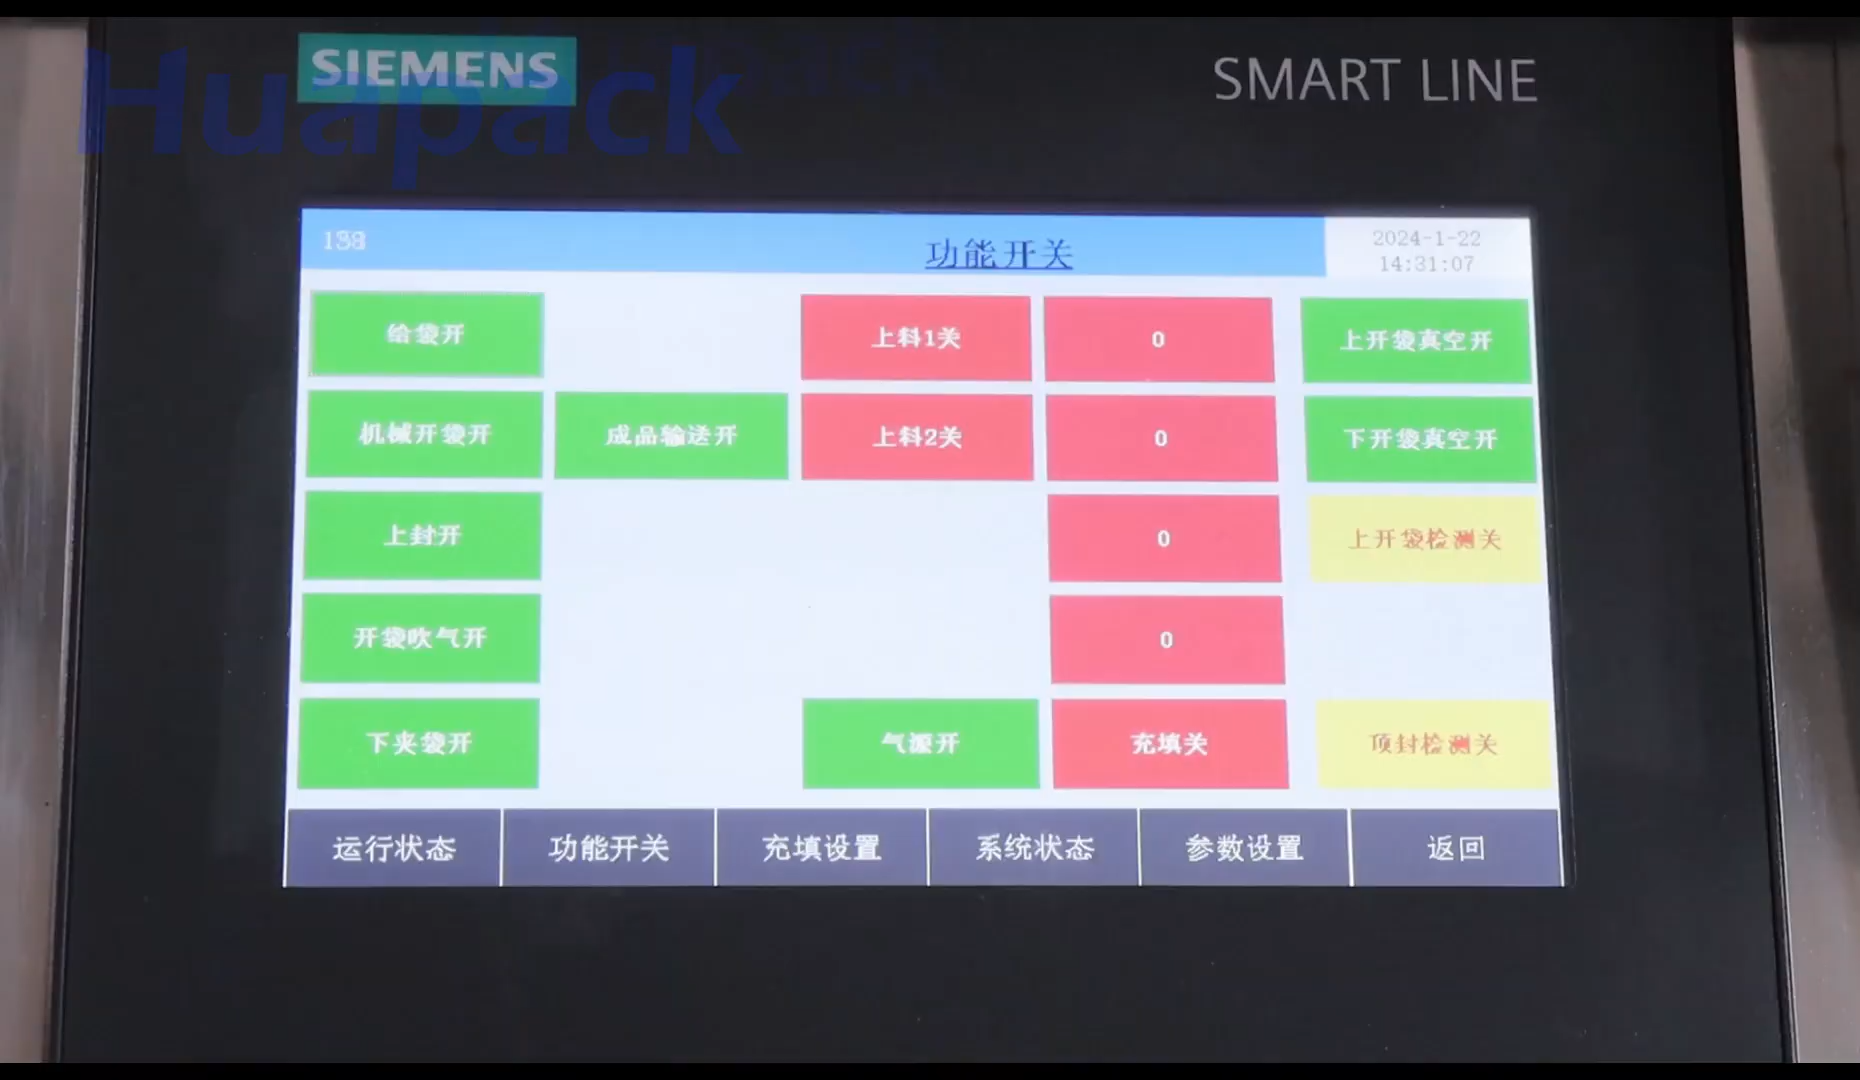 SIEMENS
SMART LINE
Huapack
功能开关
2024-1-22
14:31:07
给袋开
上料1关
0
上开袋真空开
机械开袋开
成品输送开
上料2关
0
下开袋真空开
上封开
0
上开袋检测关
开袋吹气开
0
下夹袋开
气源开
充填关
顶封检测关
运行状态
功能开关
充填设置
系统状态
参数设置
返回